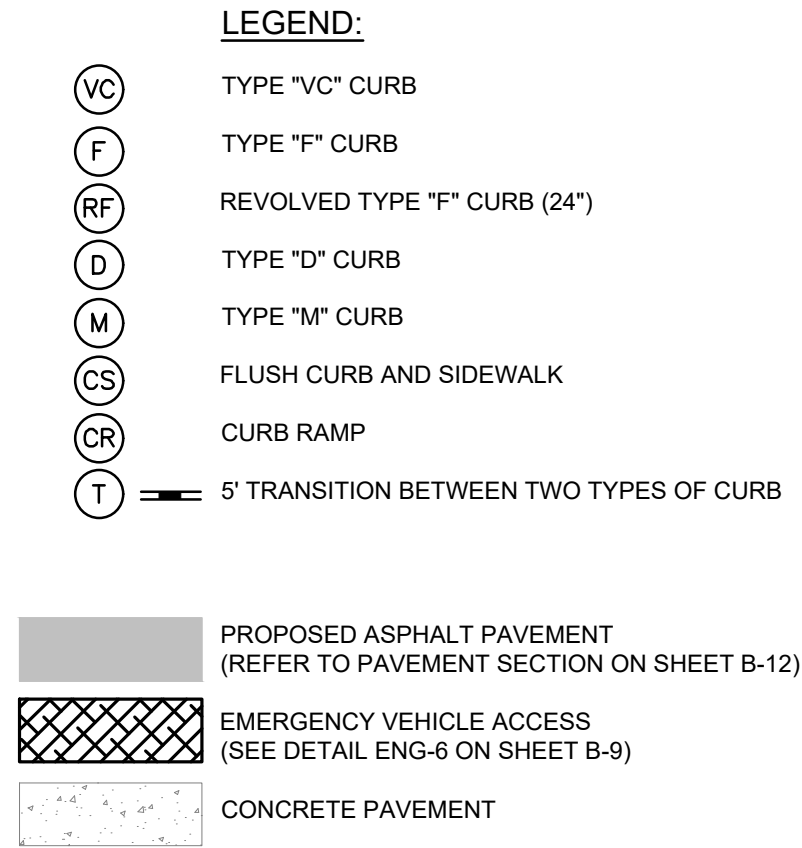 LEGEND:
VC TYPE "VC" CURB
F TYPE "F" CURB
RF REVOLVED TYPE "F" CURB (24")
D TYPE "D" CURB
M TYPE "M" CURB
CS FLUSH CURB AND SIDEWALK
CR CURB RAMP
T 5' TRANSITION BETWEEN TWO TYPES OF CURB
PROPOSED ASPHALT PAVEMENT
(REFER TO PAVEMENT SECTION ON SHEET B-12)
EMERGENCY VEHICLE ACCESS
(SEE DETAIL ENG-6 ON SHEET B-9)
CONCRETE PAVEMENT